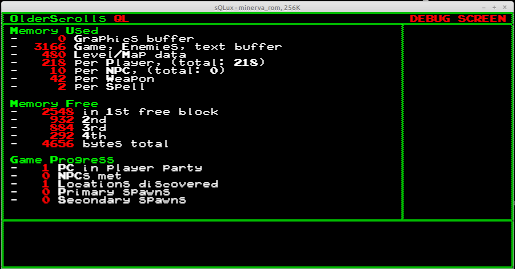 sQLux - minerva_rom, 256K
OlderScrolls QL DEBUG SCREEN
Memory Used
- 0 Graphics buffer
- 3166 Game, Enemies, text buffer
- 480 Level/Map data
- 218 Per Player, (total: 218)
- 10 Per NPC, (total: 0)
- 42 Per Weapon
- 2 Per Spell
Memory Free
- 2548 in 1st free block
- 932 2nd
- 884 3rd
- 292 4th
- 4656 bytes total
Game Progress
- 1 PC in player party
- 0 NPCs met
- 1 Locations discovered
- 0 Primary spawns
- 0 Secondary spawns